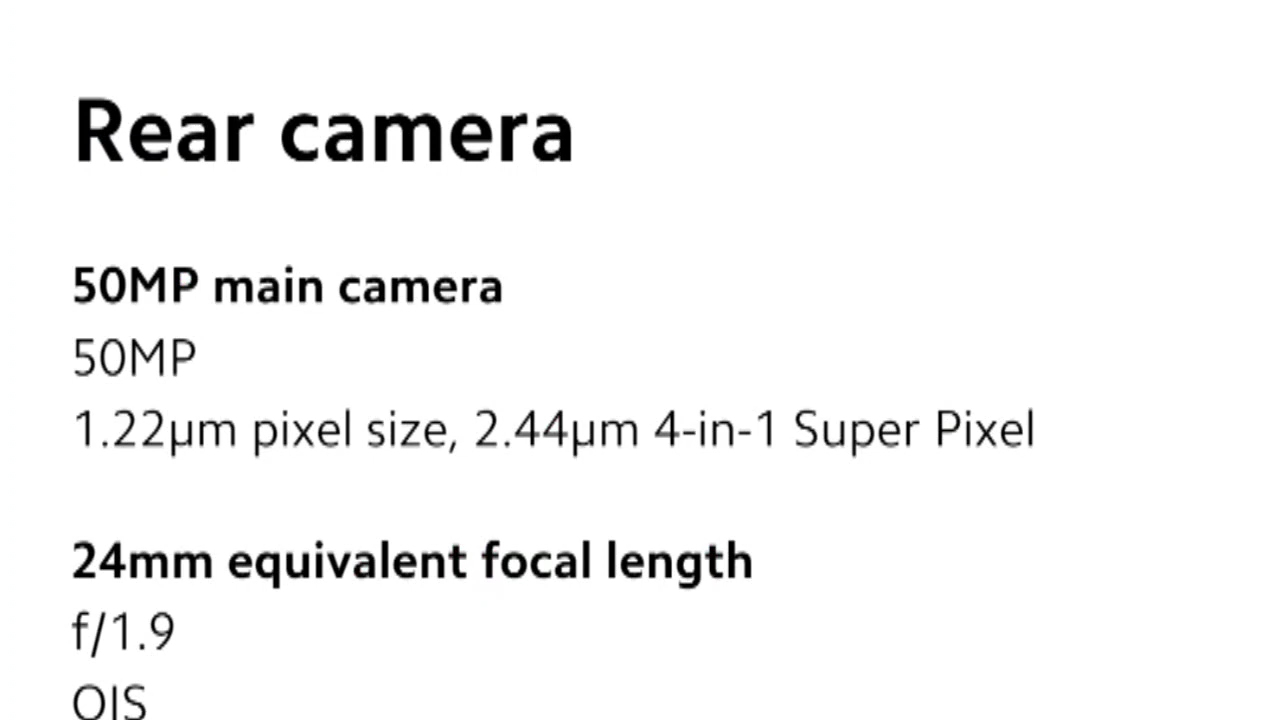 Rear camera
50MP main camera
50MP
1.22μm pixel size, 2.44μm 4-in-1 Super Pixel
24mm equivalent focal length
f/1.9
OIS